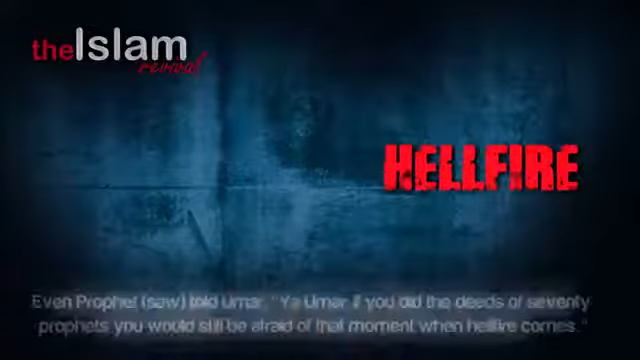 theIslam
revival
HELLFIRE
Even Prophet (saw) told Umar, "Ya Umar if you did the deeds of seventy
prophets you would still be afraid of that moment when hellfire comes."